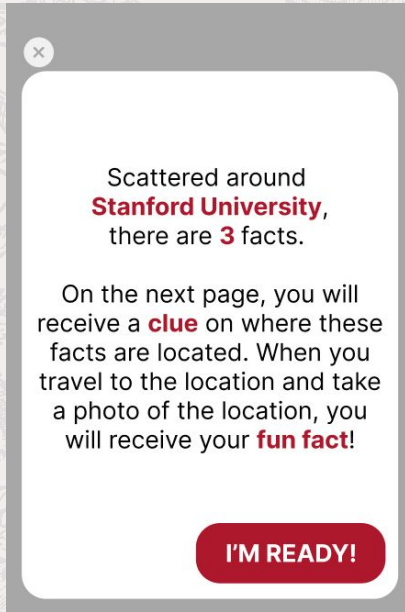 Scattered around
Stanford University,
there are 3 facts.
On the next page, you will
receive a clue on where these
facts are located. When you
travel to the location and take
a photo of the location, you
will receive your fun fact!
I'M READY!